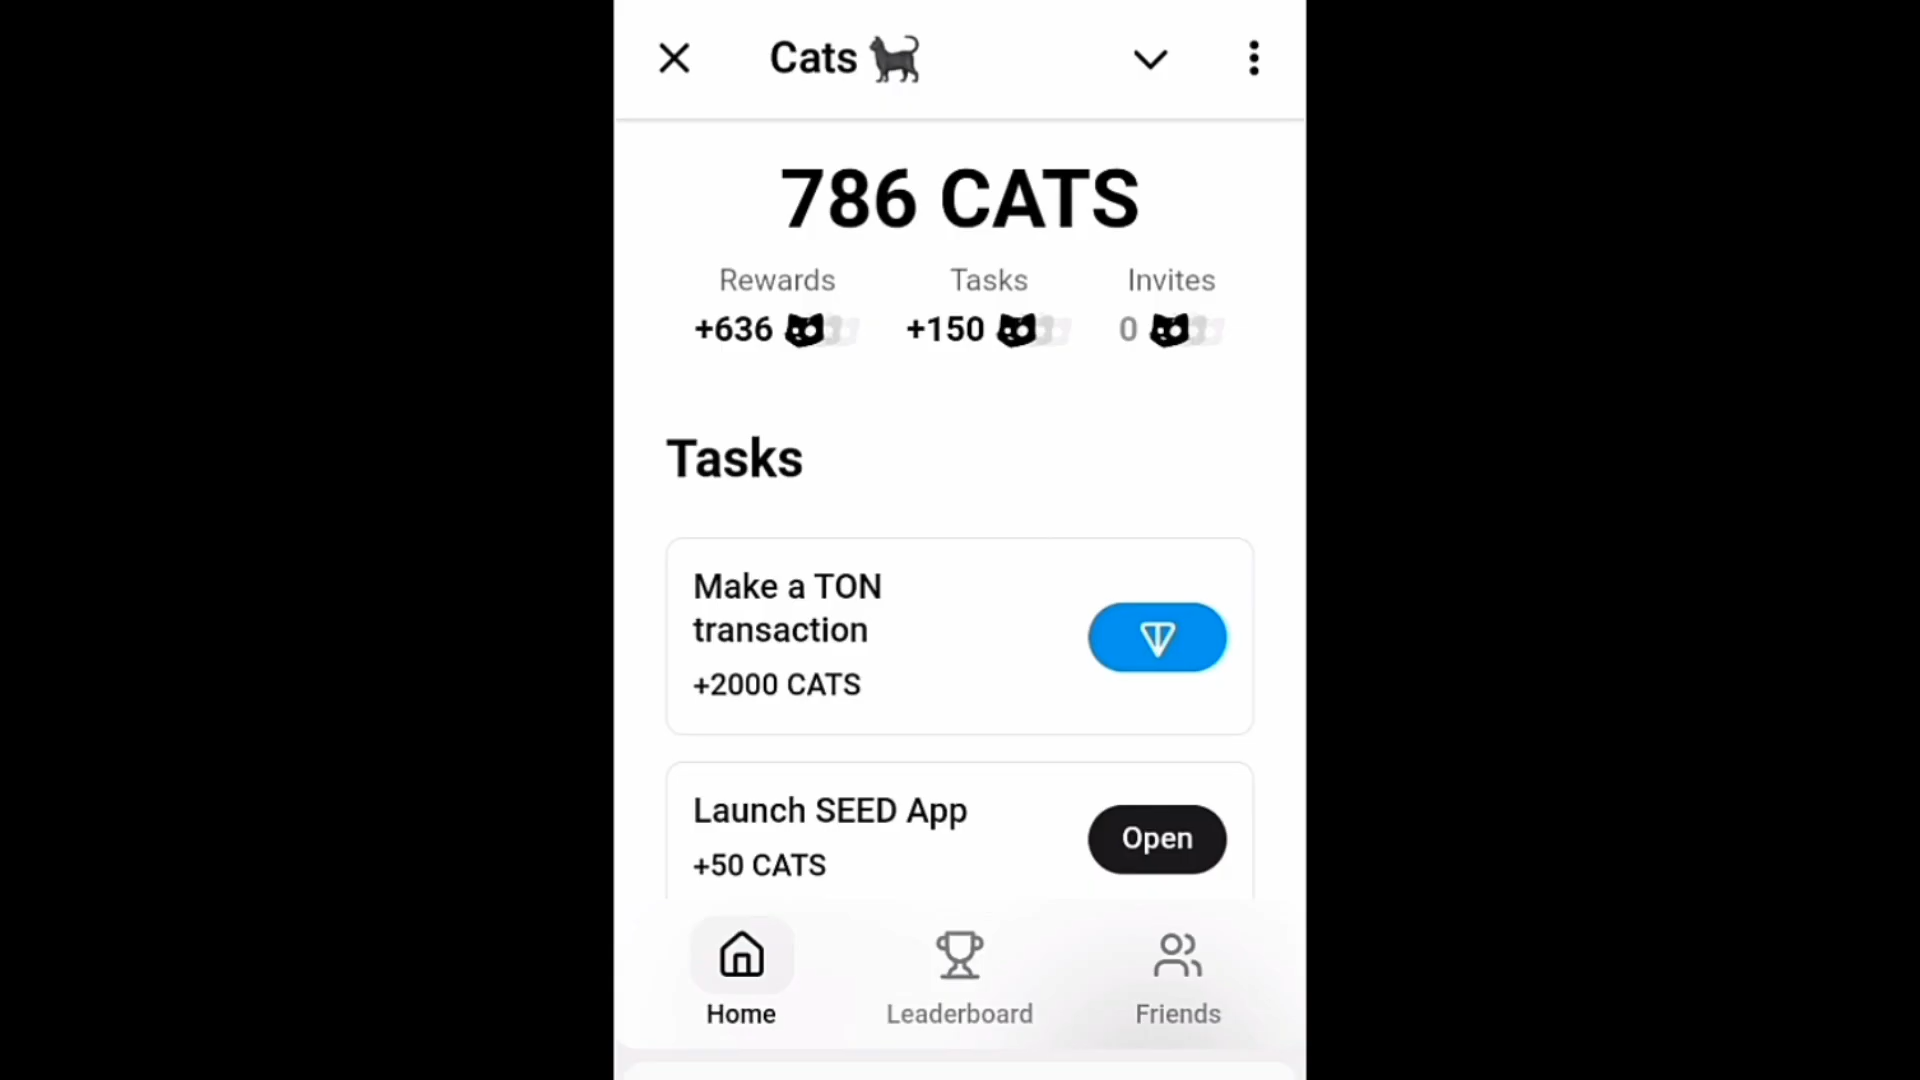 Cats
786 CATS
Rewards Tasks Invites
+636 +150 0
Tasks
Make a TON
transaction
+2000 CATS
Launch SEED App
Open
+50 CATS
Home Leaderboard Friends